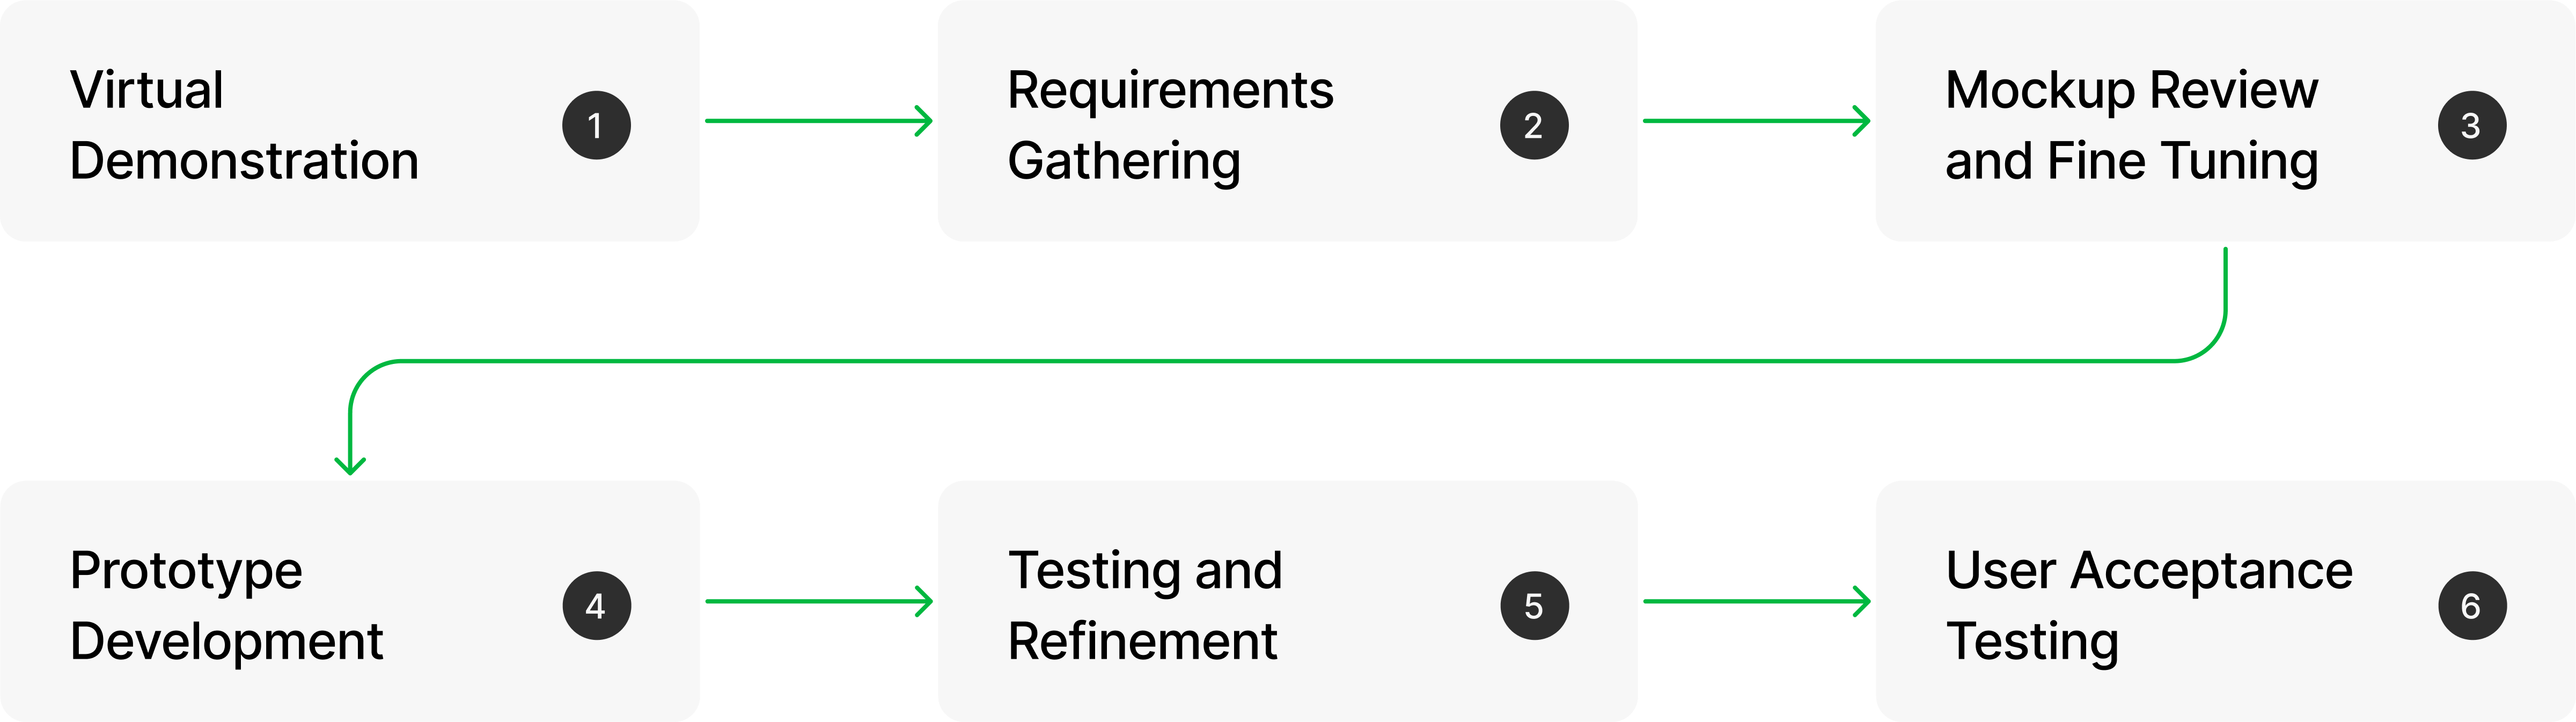 Virtual
Demonstration
1
Requirements
Gathering
2
Mockup Review
and Fine Tuning
3
Prototype
Development
4
Testing and
Refinement
5
User Acceptance
Testing
6